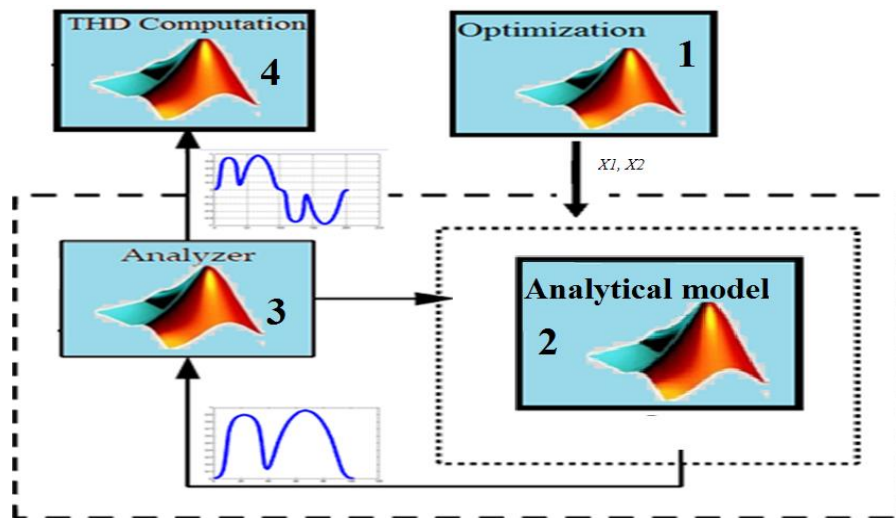 THD Computation
4
Optimization
1
X1, X2
Analyzer
3
Analytical model
2